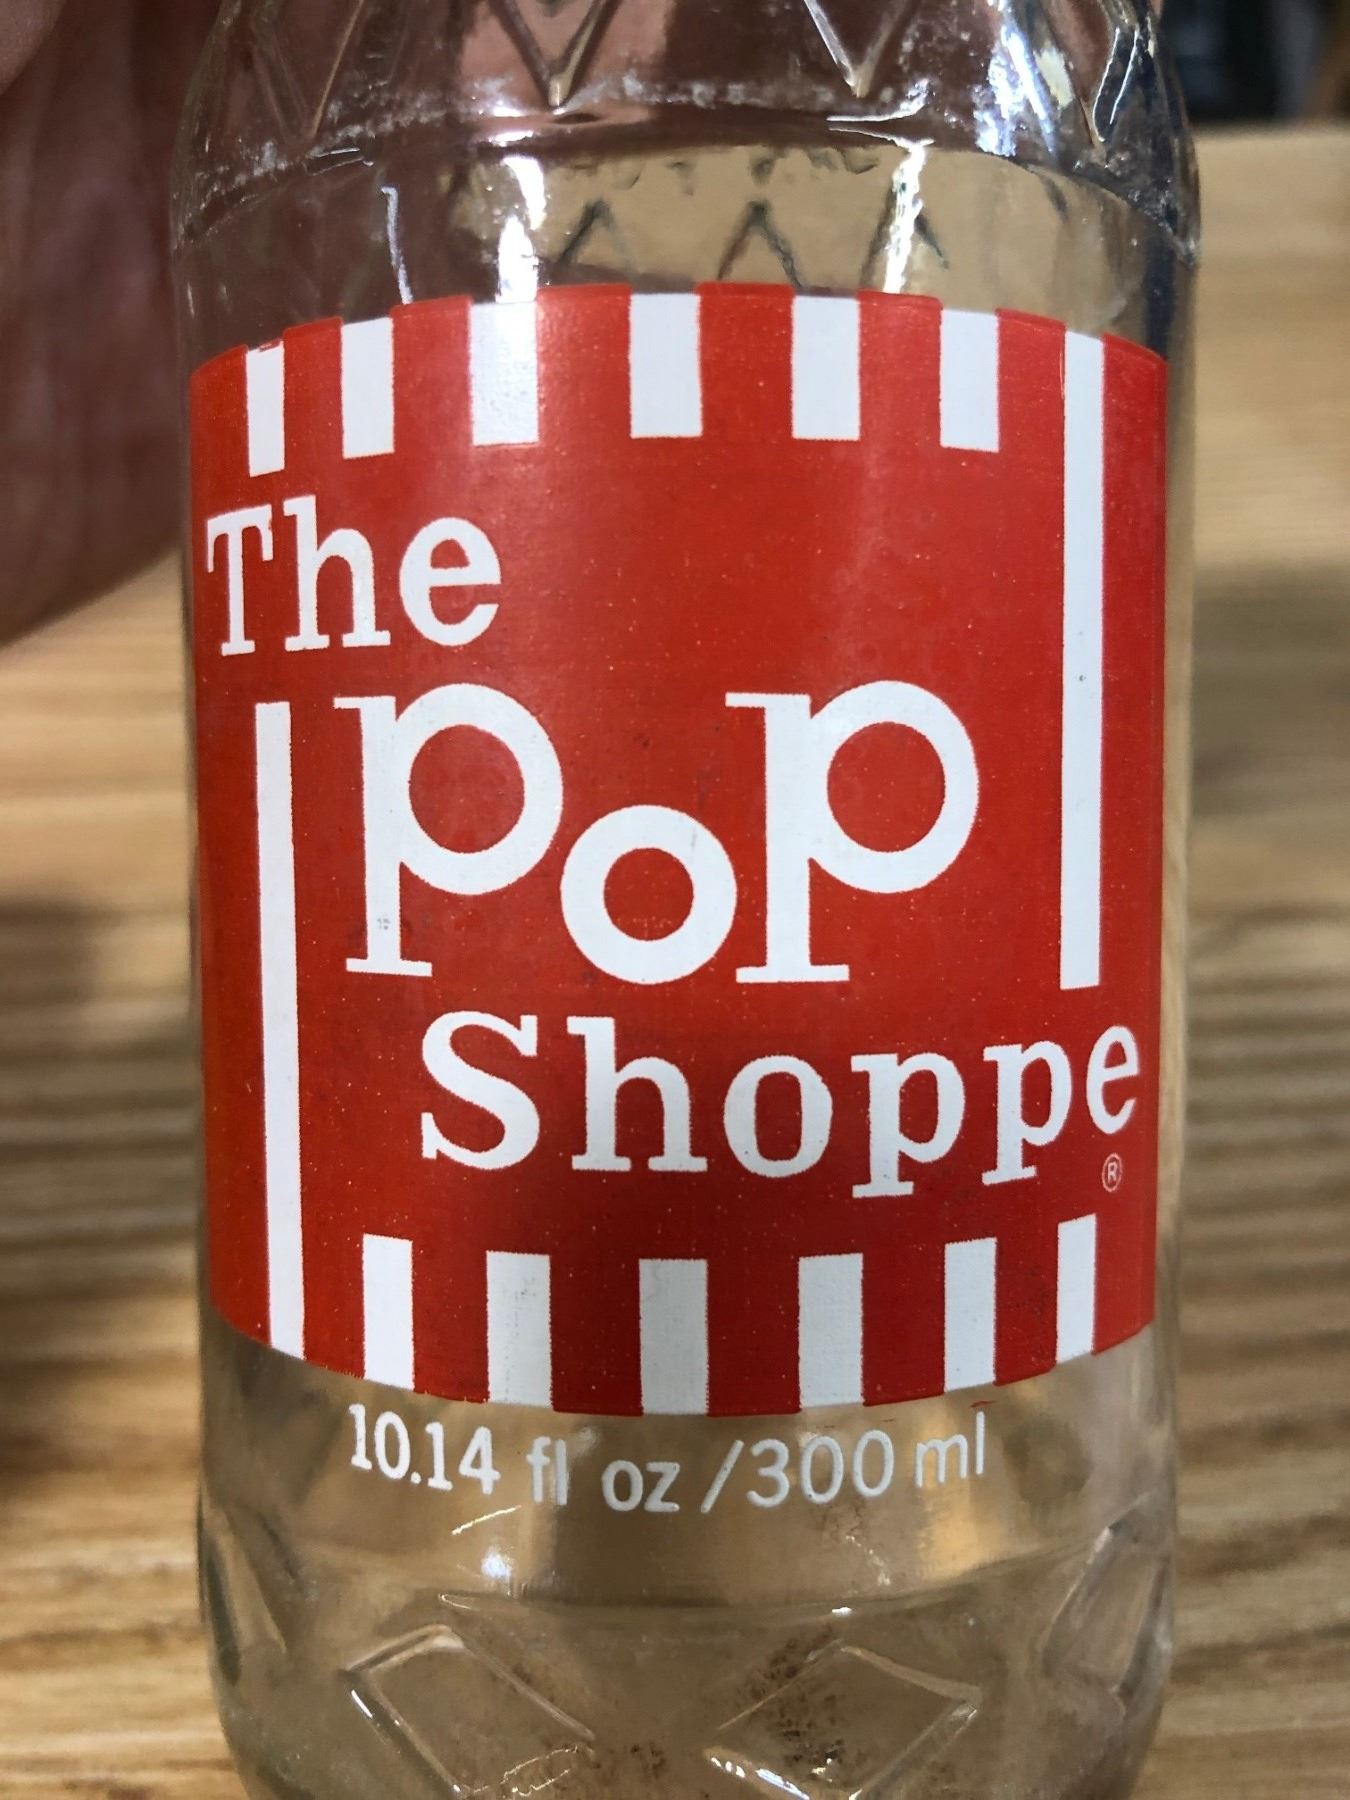 The
pop
Shoppe
®
10.14 fl oz /300 ml